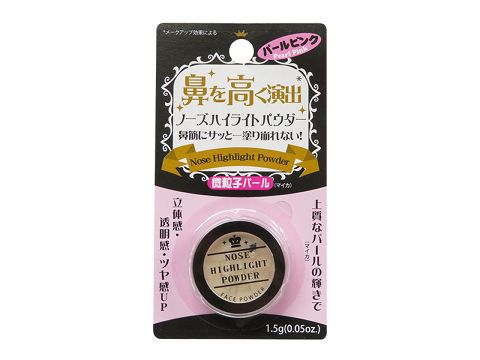 *メークアップ効果による
パールピンク
Pearl Pink
鼻を高く演出*
ノーズハイライトパウダー
鼻筋にサッと一塗り崩れない!
Nose Highlight Powder
微粒子パール(マイカ)
上質なパールの輝きで
(マイカ)
立体感・
透明感・ツヤ感UP
NOSE
HIGHLIGHT
POWDER
FACE POWDER
1.5g(0.05oz.)